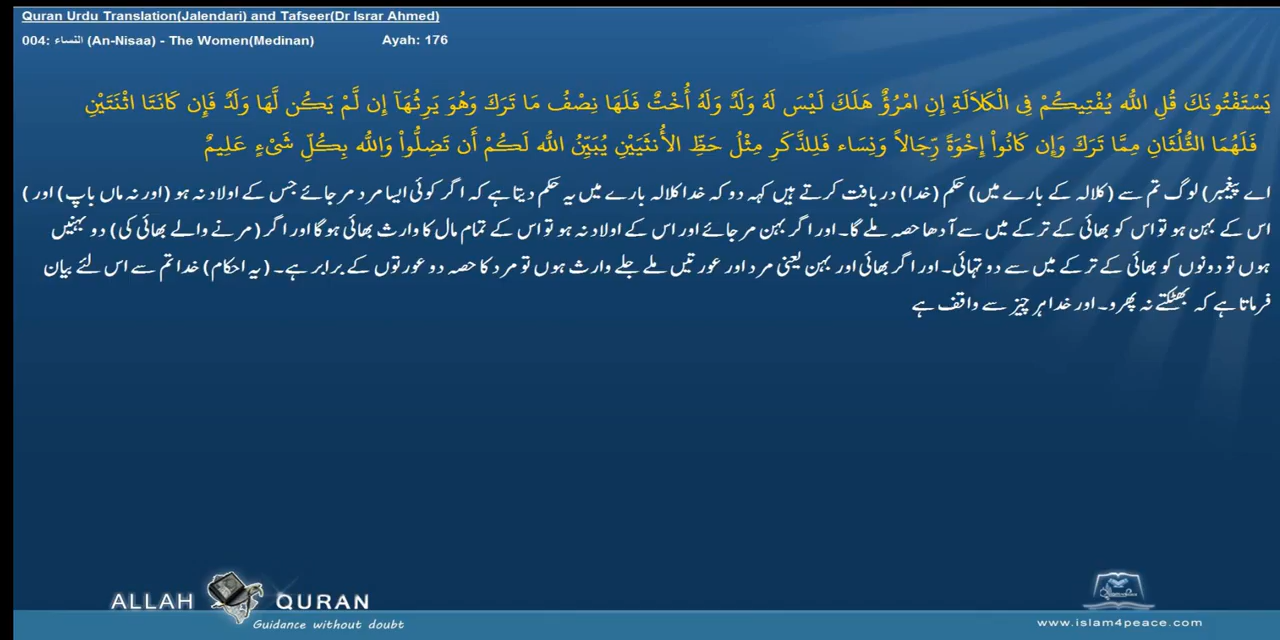 Quran Urdu Translation(Jalendari) and Tafseer(Dr Israr Ahmed)
004: النساء (An-Nisaa) - The Women(Medinan) Ayah: 176
يَسْتَفْتُونَكَ قُلِ اللّه يُفْتِيكُمْ فِى الْكَلاَلَةِ إِنِ امْرُؤٌ هَلَكَ لَيْسَ لَهُ وَلَدٌ وَلَهُ أُخْتٌ فَلَهَا نِصْفُ مَا تَرَكَ وَهُوَ يَرِثُهَآ إِن لَّمْ يَكُن لَّهَا وَلَدٌ فَإِن كَانَتَا اثْنَتَيْنِ
فَلَهُمَا الثُّلُثَانِ مِمَّا تَرَكَ وَإِن كَانُواْ إِخْوَةً رِّجَالاً وَنِسَاء فَلِلذَّكَرِ مِثْلُ حَظِّ الأُنثَيَيْنِ يُبَيِّنُ اللّه لَكُمْ أَن تَضِلُّواْ وَاللّه بِكُلِّ شَىْءٍ عَلِيمٌ
اے پیغمبر) لوگ تم سے (کلالہ کے بارے میں) حکم (خدا) دریافت کرتے ہیں کہہ دو کہ خدا کلالہ بارے میں یہ حکم دیتا ہے کہ اگر کوئی ایسا مرد مر جائے جس کے اولاد نہ ہو (اور نہ ماں باپ) اور )
اس کے بہن ہو تو اس کو بھائی کے ترکے میں سے آدھا حصہ ملے گا۔ اور اگر بہن مر جائے اور اس کے اولاد نہ ہو تو اس کے تمام مال کا وارث بھائی ہوگا اور اگر (مرنے والے بھائی کی) دو بہنیں
ہوں تو دونوں کو بھائی کے ترکے میں سے دو تہائی۔ اور اگر بھائی اور بہن یعنی مرد اور عورتیں ملے جلے وارث ہوں تو مرد کا حصہ دو عورتوں کے برابر ہے۔ (یہ احکام) خدا تم سے اس لئے بیان
فرماتا ہے کہ بھٹکتے نہ پھرو۔ اور خدا ہر چیز سے واقف ہے
ALLAH QURAN
Guidance without doubt
www.islam4peace.com